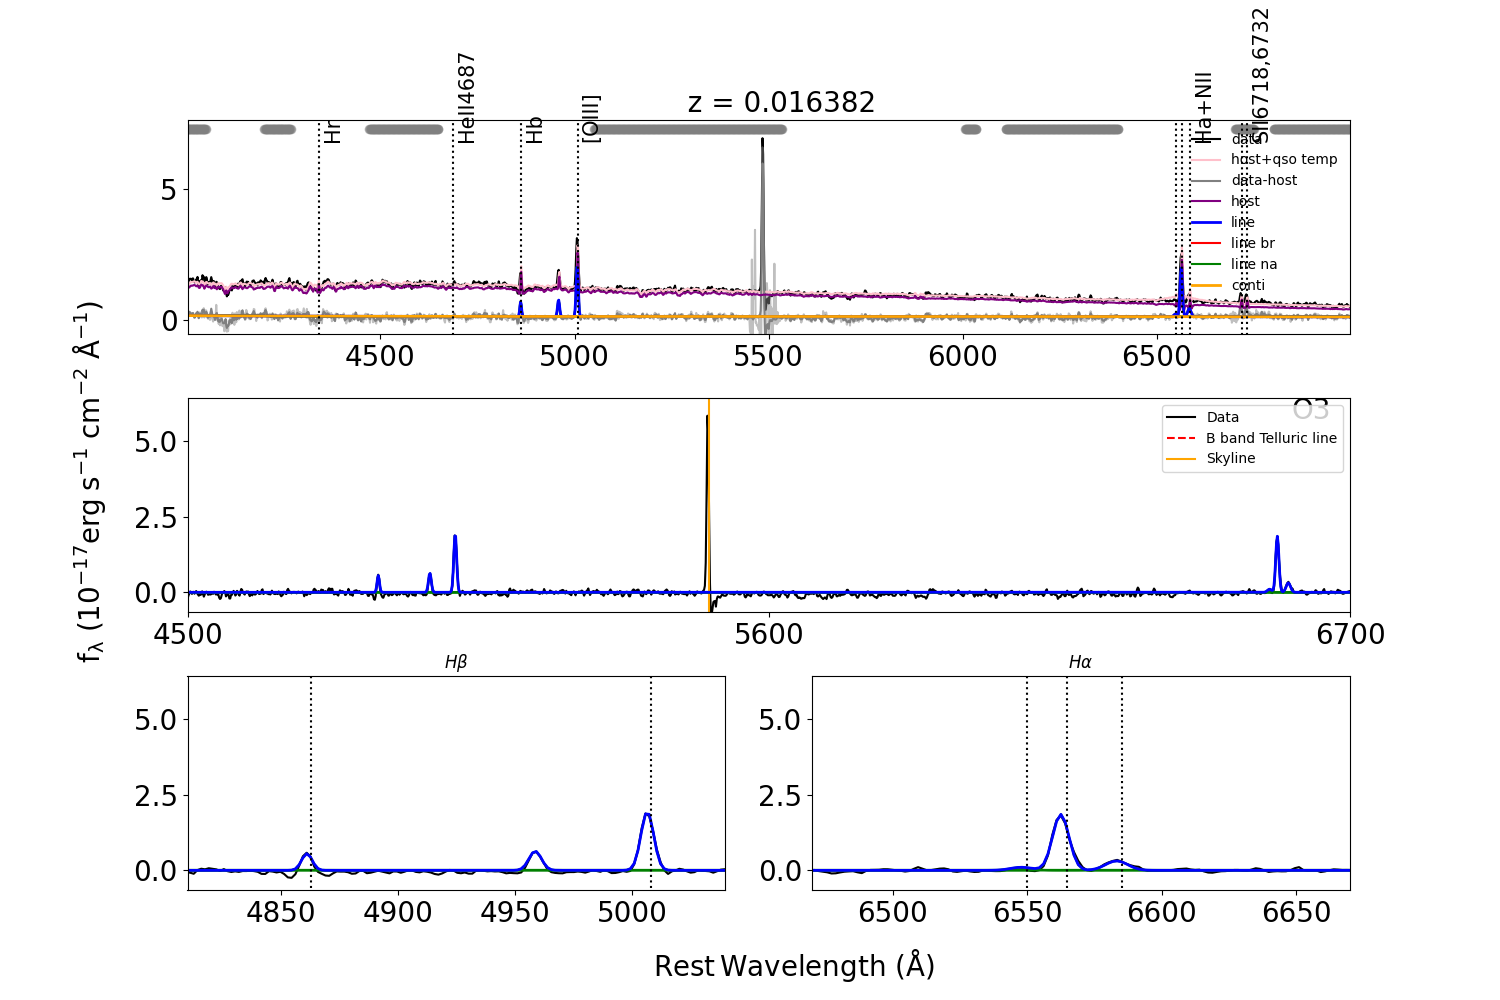 z = 0.016382
Hr
HeII4687
Hb
[OIII]
Ha+NII
SII6718,6732
data
host+qso temp
data-host
host
line
line br
line na
conti
5
0
4500 5000 5500 6000 6500
O3
Data
B band Telluric line
Skyline
5.0
2.5
0.0
4500 5600 6700
fλ (10−17erg s−1 cm−2 Å−1)
Hβ
5.0
2.5
0.0
4850 4900 4950 5000
Hα
5.0
2.5
0.0
6500 6550 6600 6650
Rest Wavelength (Å)